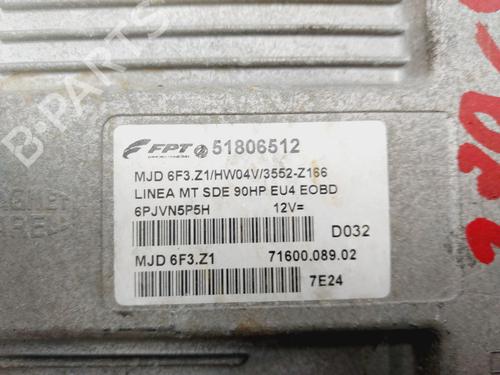 B-PARTS
FPT 51806512
MJD 6F3.Z1/HW04V/3552-Z166
LINEA MT SDE 90HP EU4 EOBD
6PJVN5P5H 12V=
D032
MJD 6F3.Z1 71600.089.02
7E24